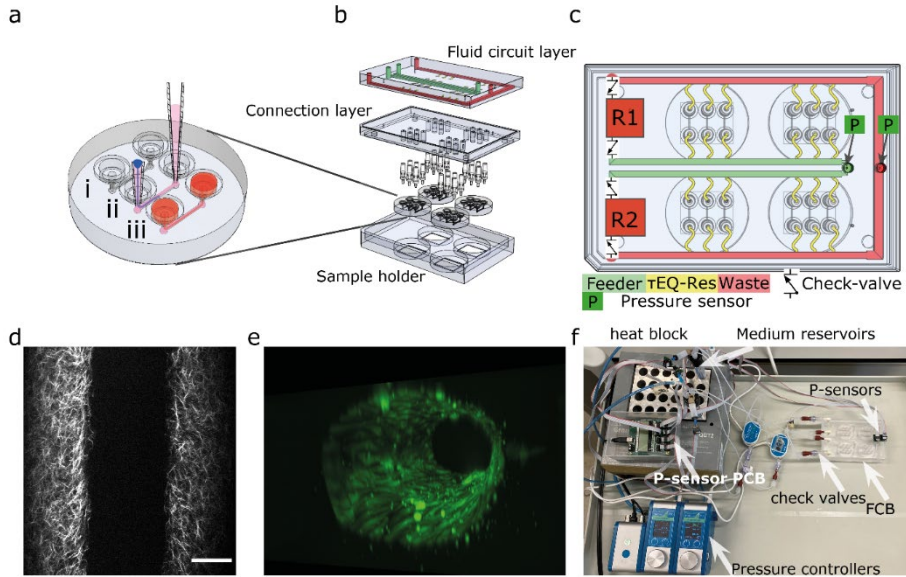 a
i
ii
iii
b
Fluid circuit layer
Connection layer
Sample holder
c
R1
R2
P
P
Feeder τEQ-Res Waste
Check-valve
P Pressure sensor
d
e
f
heat block
Medium reservoirs
P-sensors
P-sensor PCB
check valves
FCB
Pressure controllers